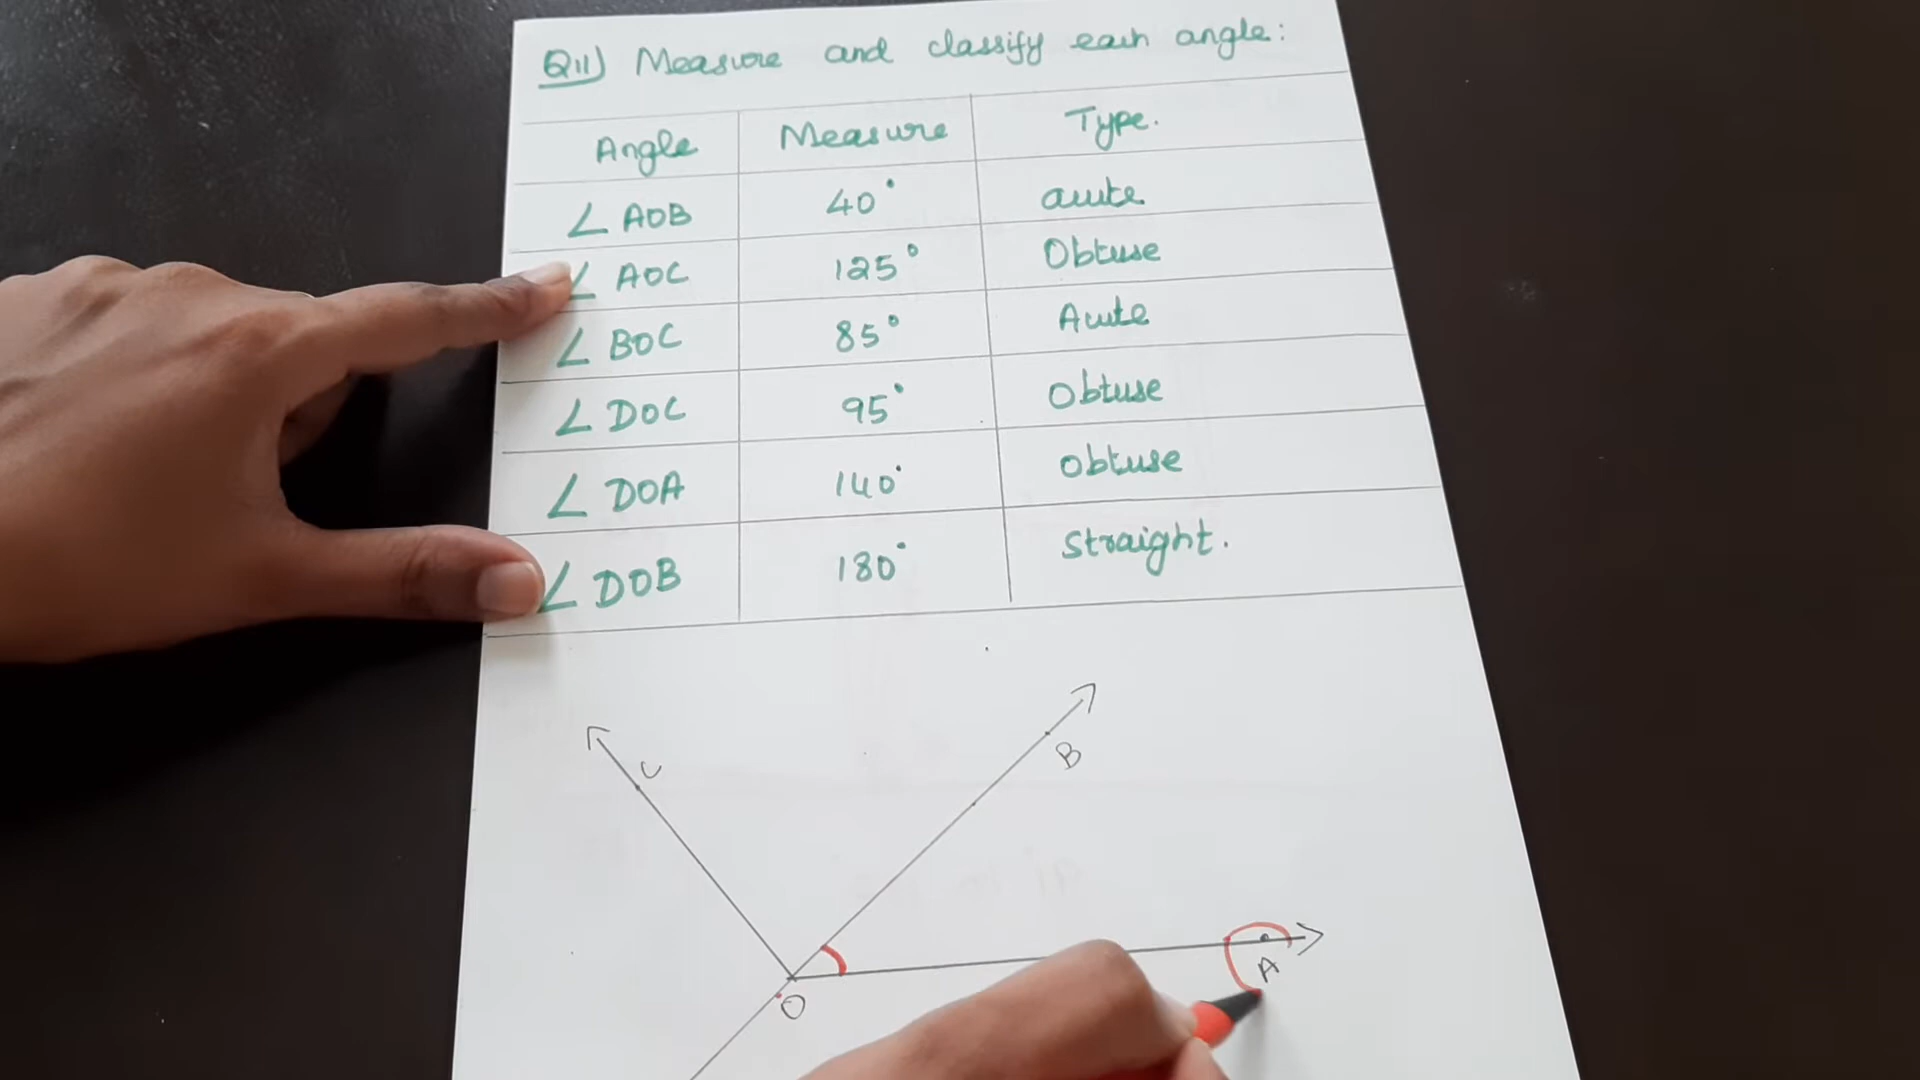 Q11) Measure and classify each angle:
Angle Measure Type.
∠ AOB 40° acute
∠ AOC 125° Obtuse
∠ BOC 85° Acute
∠ DOC 95° Obtuse
∠ DOA 140° obtuse
∠ DOB 180° straight.
C
B
A
O